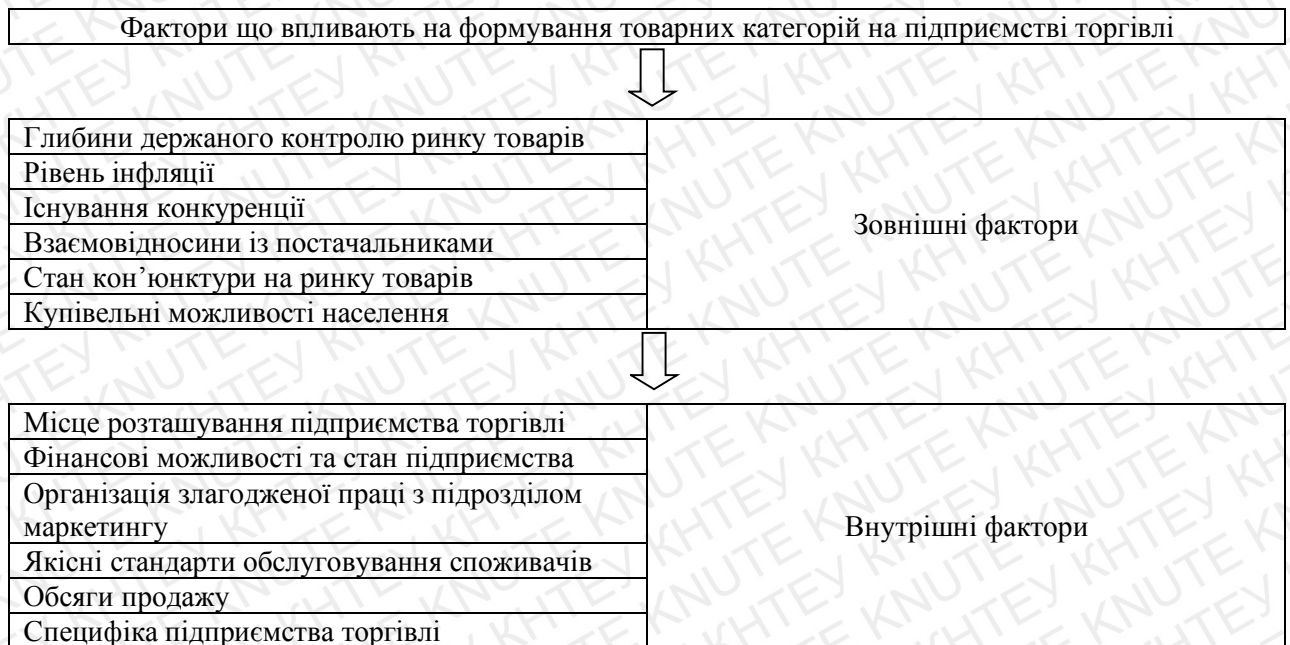 Фактори що впливають на формування товарних категорій на підприємстві торгівлі
Глибини держаного контролю ринку товарів
Рівень інфляції
Існування конкуренції
Взаємовідносини із постачальниками
Стан кон’юнктури на ринку товарів
Купівельні можливості населення
Зовнішні фактори
Місце розташування підприємства торгівлі
Фінансові можливості та стан підприємства
Організація злагодженої праці з підрозділом
маркетингу
Якісні стандарти обслуговування споживачів
Обсяги продажу
Специфіка підприємства торгівлі
Внутрішні фактори